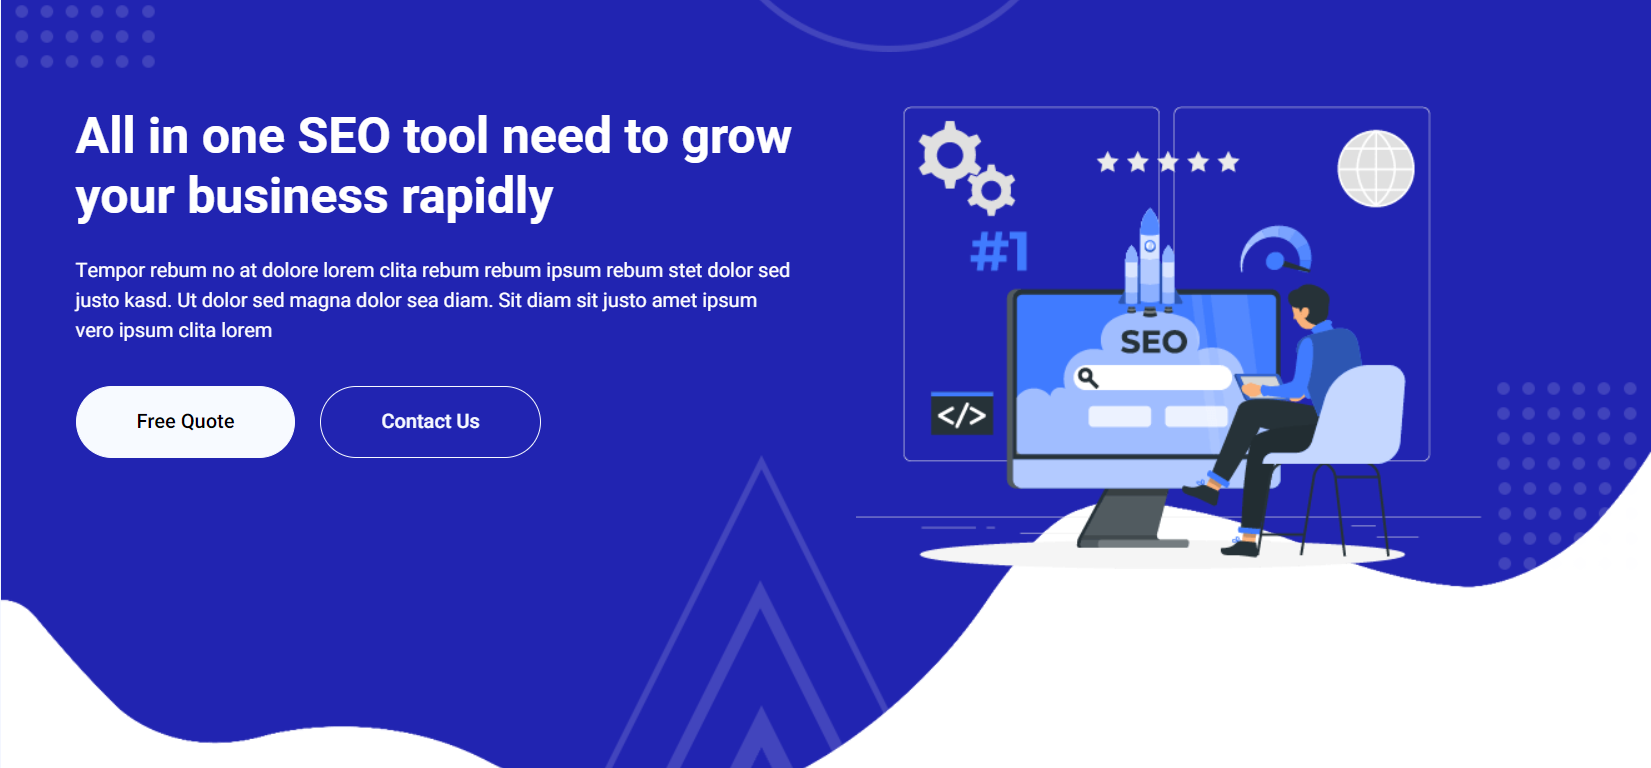 All in one SEO tool need to grow
your business rapidly
Tempor rebum no at dolore lorem clita rebum rebum ipsum rebum stet dolor sed
justo kasd. Ut dolor sed magna dolor sea diam. Sit diam sit justo amet ipsum
vero ipsum clita lorem
Free Quote
Contact Us
#1
SEO
</>